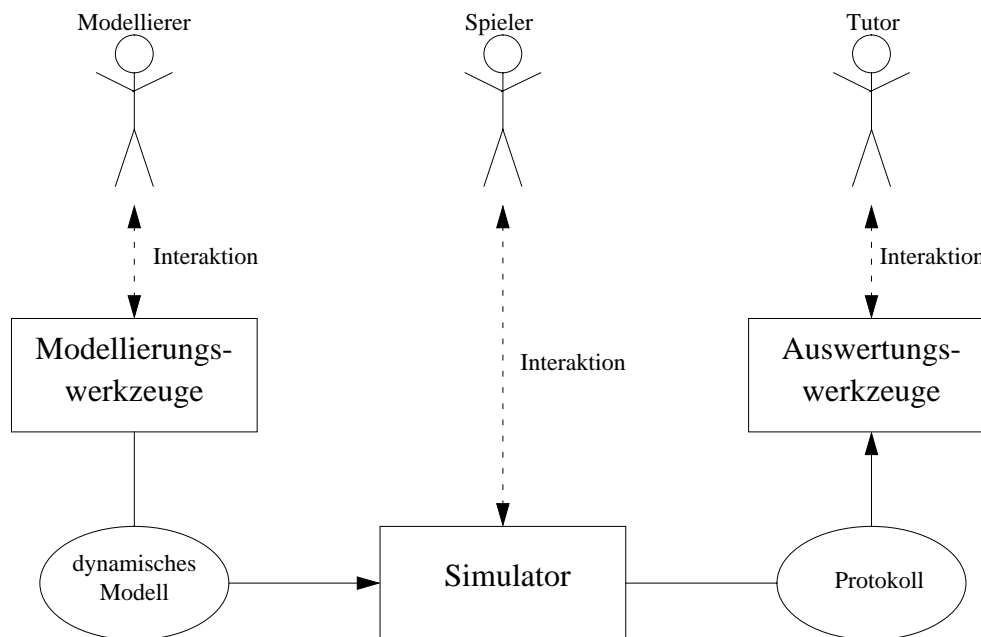 Modellierer
Spieler
Tutor
Interaktion
Interaktion
Modellierungs-
werkzeuge
Interaktion
Auswertungs-
werkzeuge
dynamisches
Modell
Simulator
Protokoll